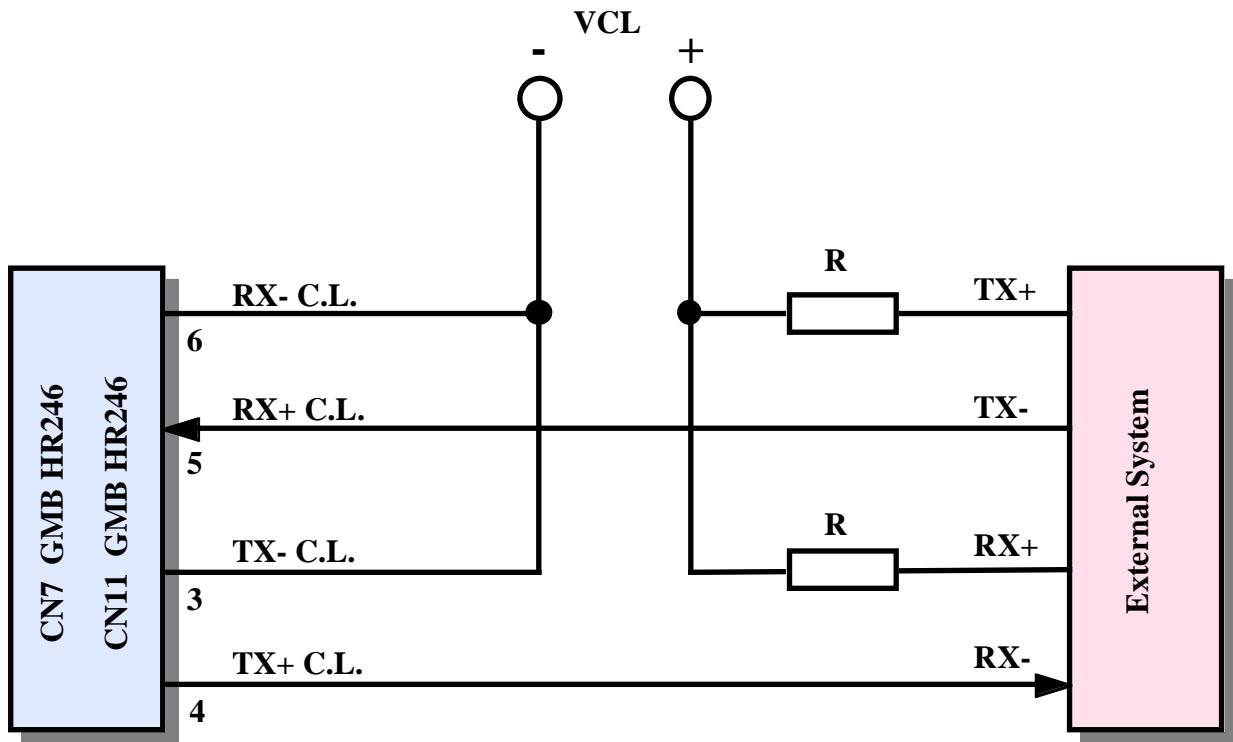 VCL
- +
R
RX- C.L.
TX+
6
RX+ C.L.
TX-
5
R
TX- C.L.
RX+
3
TX+ C.L.
RX-
4
CN7 GMB HR246
CN11 GMB HR246
External System